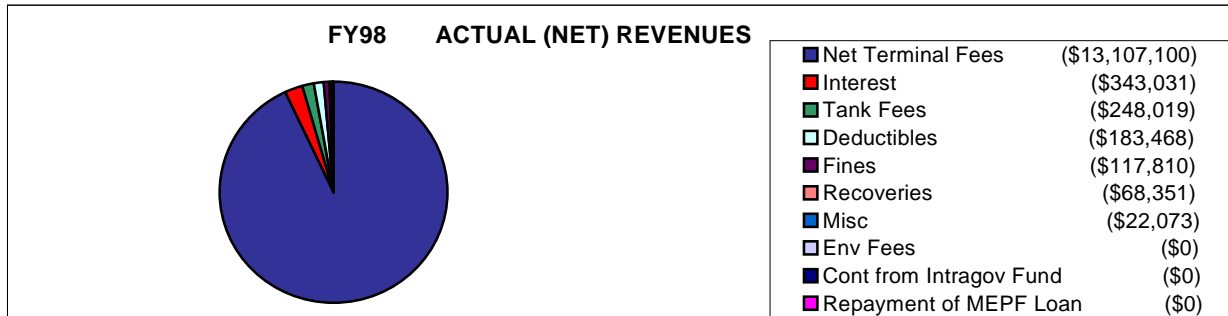 FY98 ACTUAL (NET) REVENUES
Net Terminal Fees ($13,107,100)
Interest ($343,031)
Tank Fees ($248,019)
Deductibles ($183,468)
Fines ($117,810)
Recoveries ($68,351)
Misc ($22,073)
Env Fees ($0)
Cont from Intragov Fund ($0)
Repayment of MEPF Loan ($0)